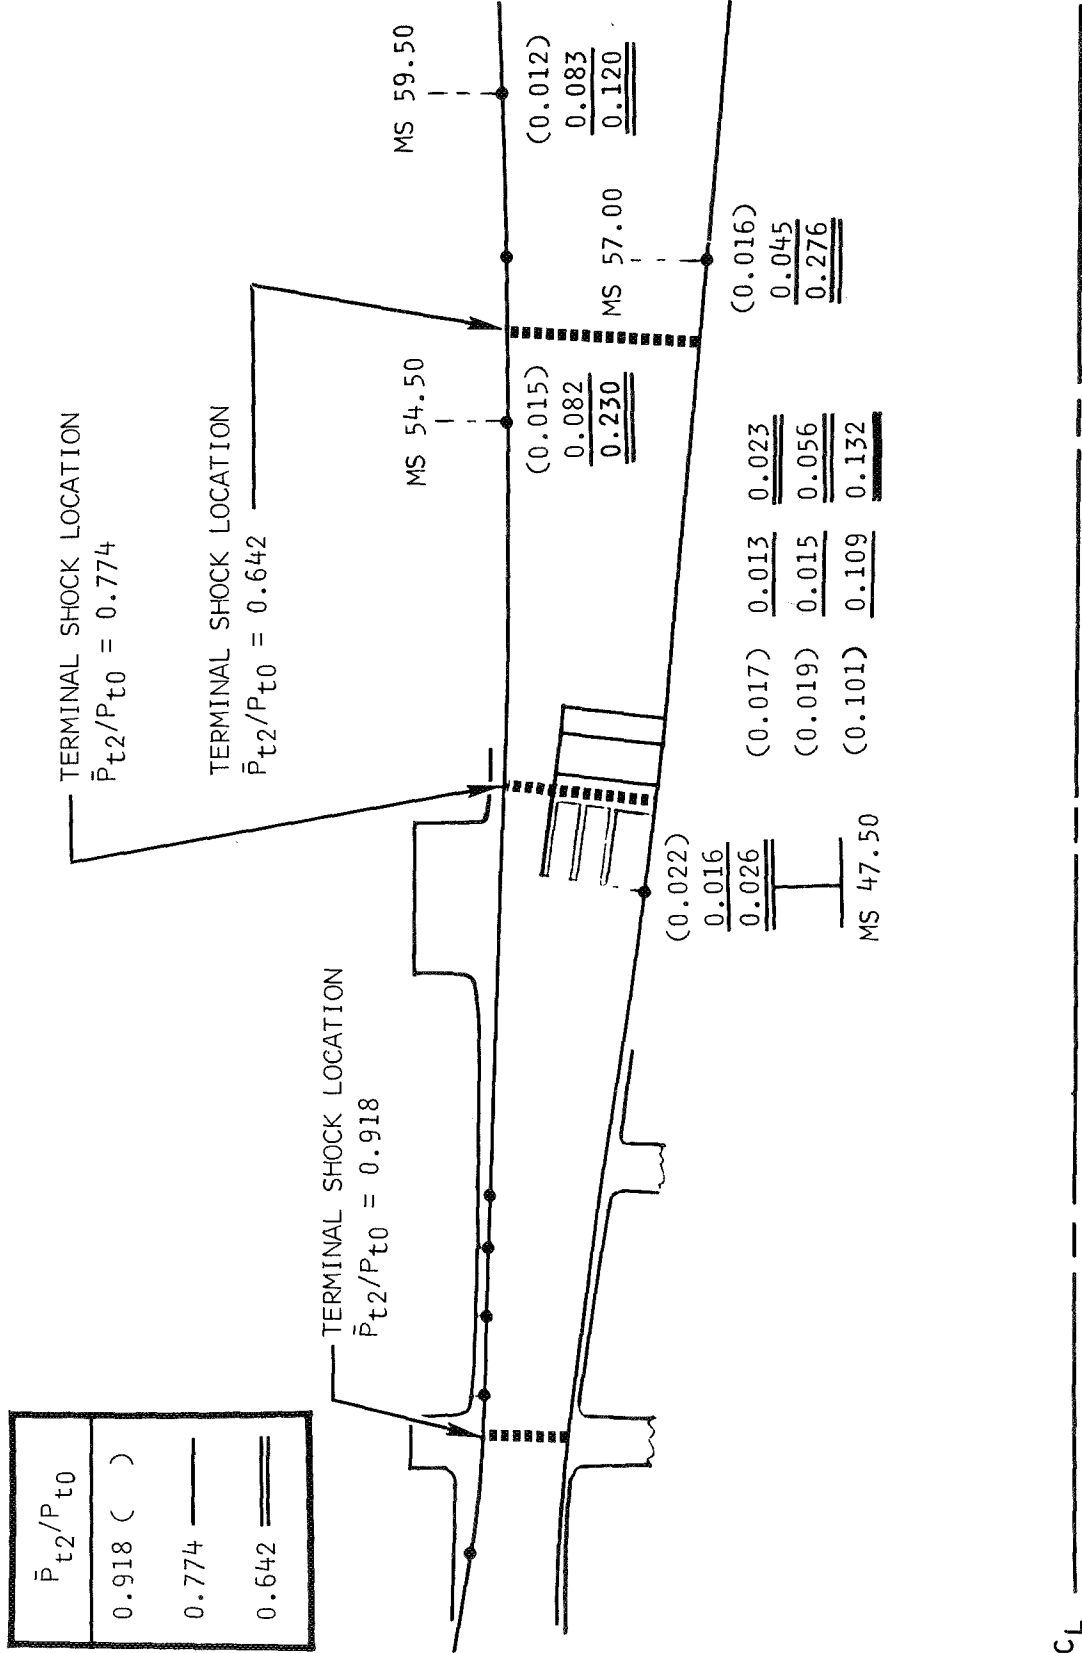 P̄t2/Pt0
0.918 ( )
0.774
0.642
TERMINAL SHOCK LOCATION
P̄t2/Pt0 = 0.918
TERMINAL SHOCK LOCATION
P̄t2/Pt0 = 0.774
TERMINAL SHOCK LOCATION
P̄t2/Pt0 = 0.642
MS 54.50
(0.015)
0.082
0.230
MS 59.50
(0.012)
0.083
0.120
MS 57.00
(0.016)
0.045
0.276
(0.022)
0.016
0.026
MS 47.50
(0.017) 0.013 0.023
(0.019) 0.015 0.056
(0.101) 0.109 0.132
CL